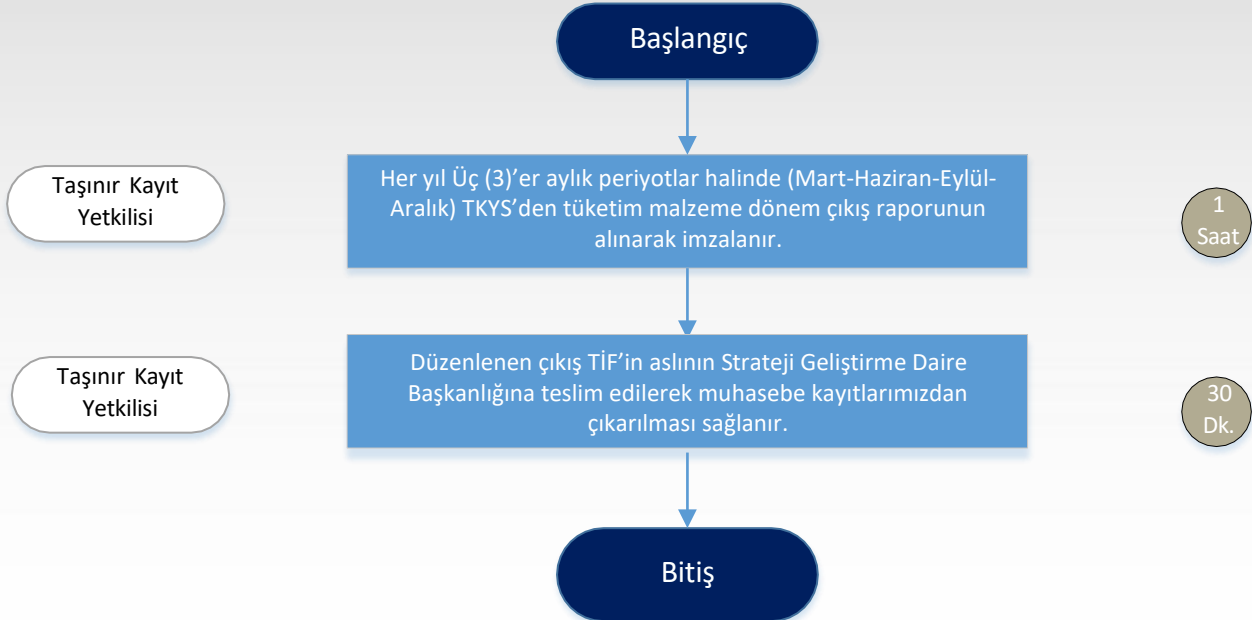 Başlangıç
Taşınır Kayıt
Yetkilisi
Her yıl Üç (3)’er aylık periyotlar halinde (Mart-Haziran-Eylül-
Aralık) TKYS’den tüketim malzeme dönem çıkış raporunun
alınarak imzalanır.
1
Saat
Taşınır Kayıt
Yetkilisi
Düzenlenen çıkış TİF’in aslının Strateji Geliştirme Daire
Başkanlığına teslim edilerek muhasebe kayıtlarımızdan
çıkarılması sağlanır.
30
Dk.
Bitiş